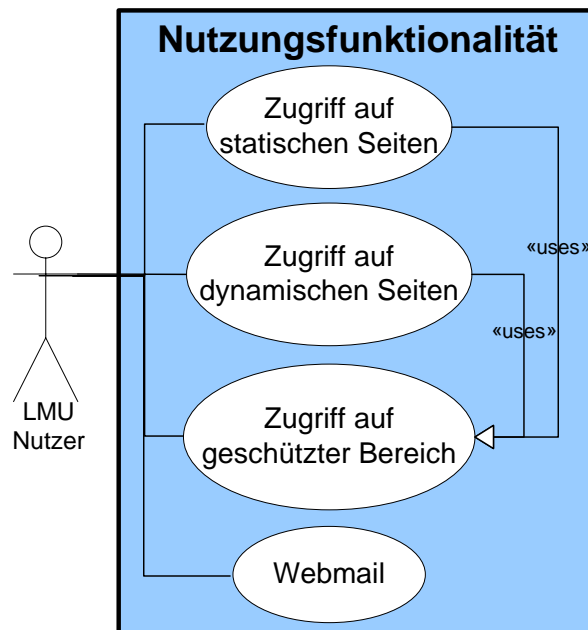 Nutzungsfunktionalität
Zugriff auf
statischen Seiten
«uses»
Zugriff auf
dynamischen Seiten
«uses»
LMU
Nutzer
Zugriff auf
geschützter Bereich
Webmail